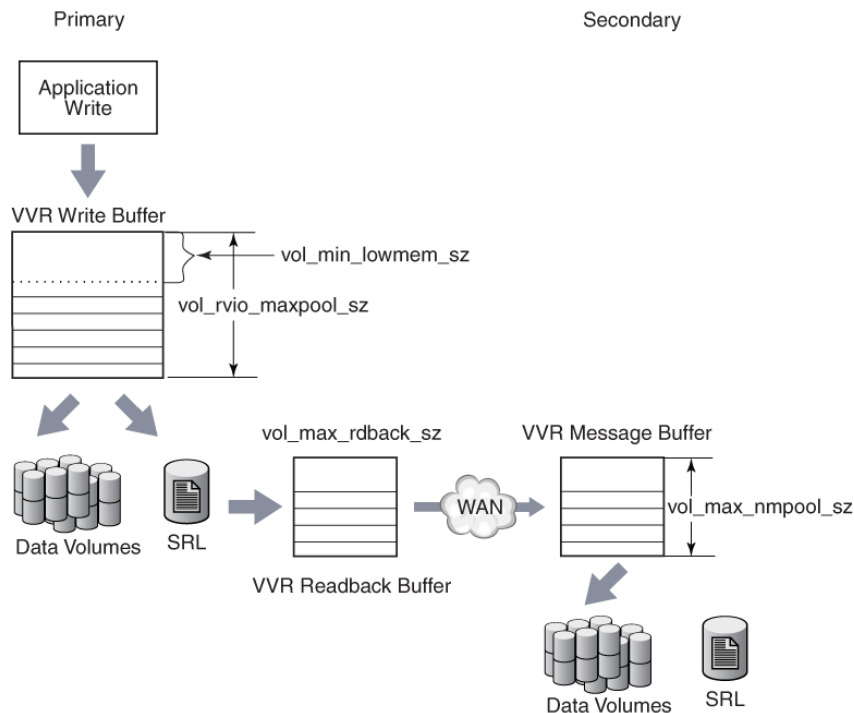 Primary
Secondary
Application
Write
VVR Write Buffer
vol_min_lowmem_sz
vol_rvio_maxpool_sz
vol_max_rdback_sz
VVR Message Buffer
WAN
vol_max_nmpool_sz
Data Volumes
SRL
VVR Readback Buffer
Data Volumes
SRL